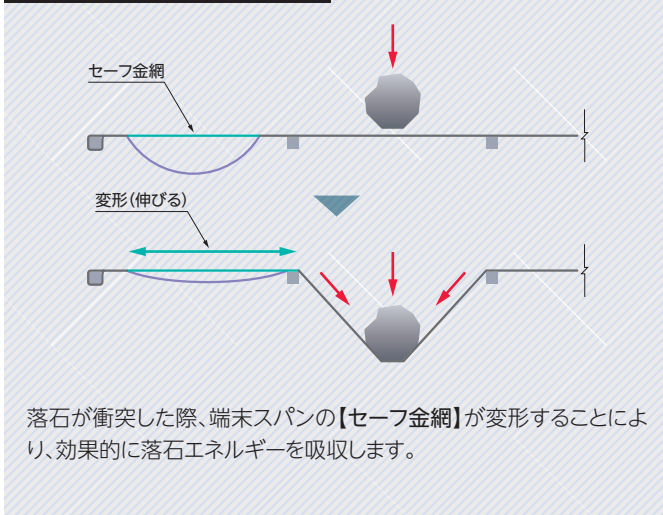 セーフ金網
変形(伸びる)
落石が衝突した際、端末スパンの【セーフ金網】が変形することによ
り、効果的に落石エネルギーを吸収します。